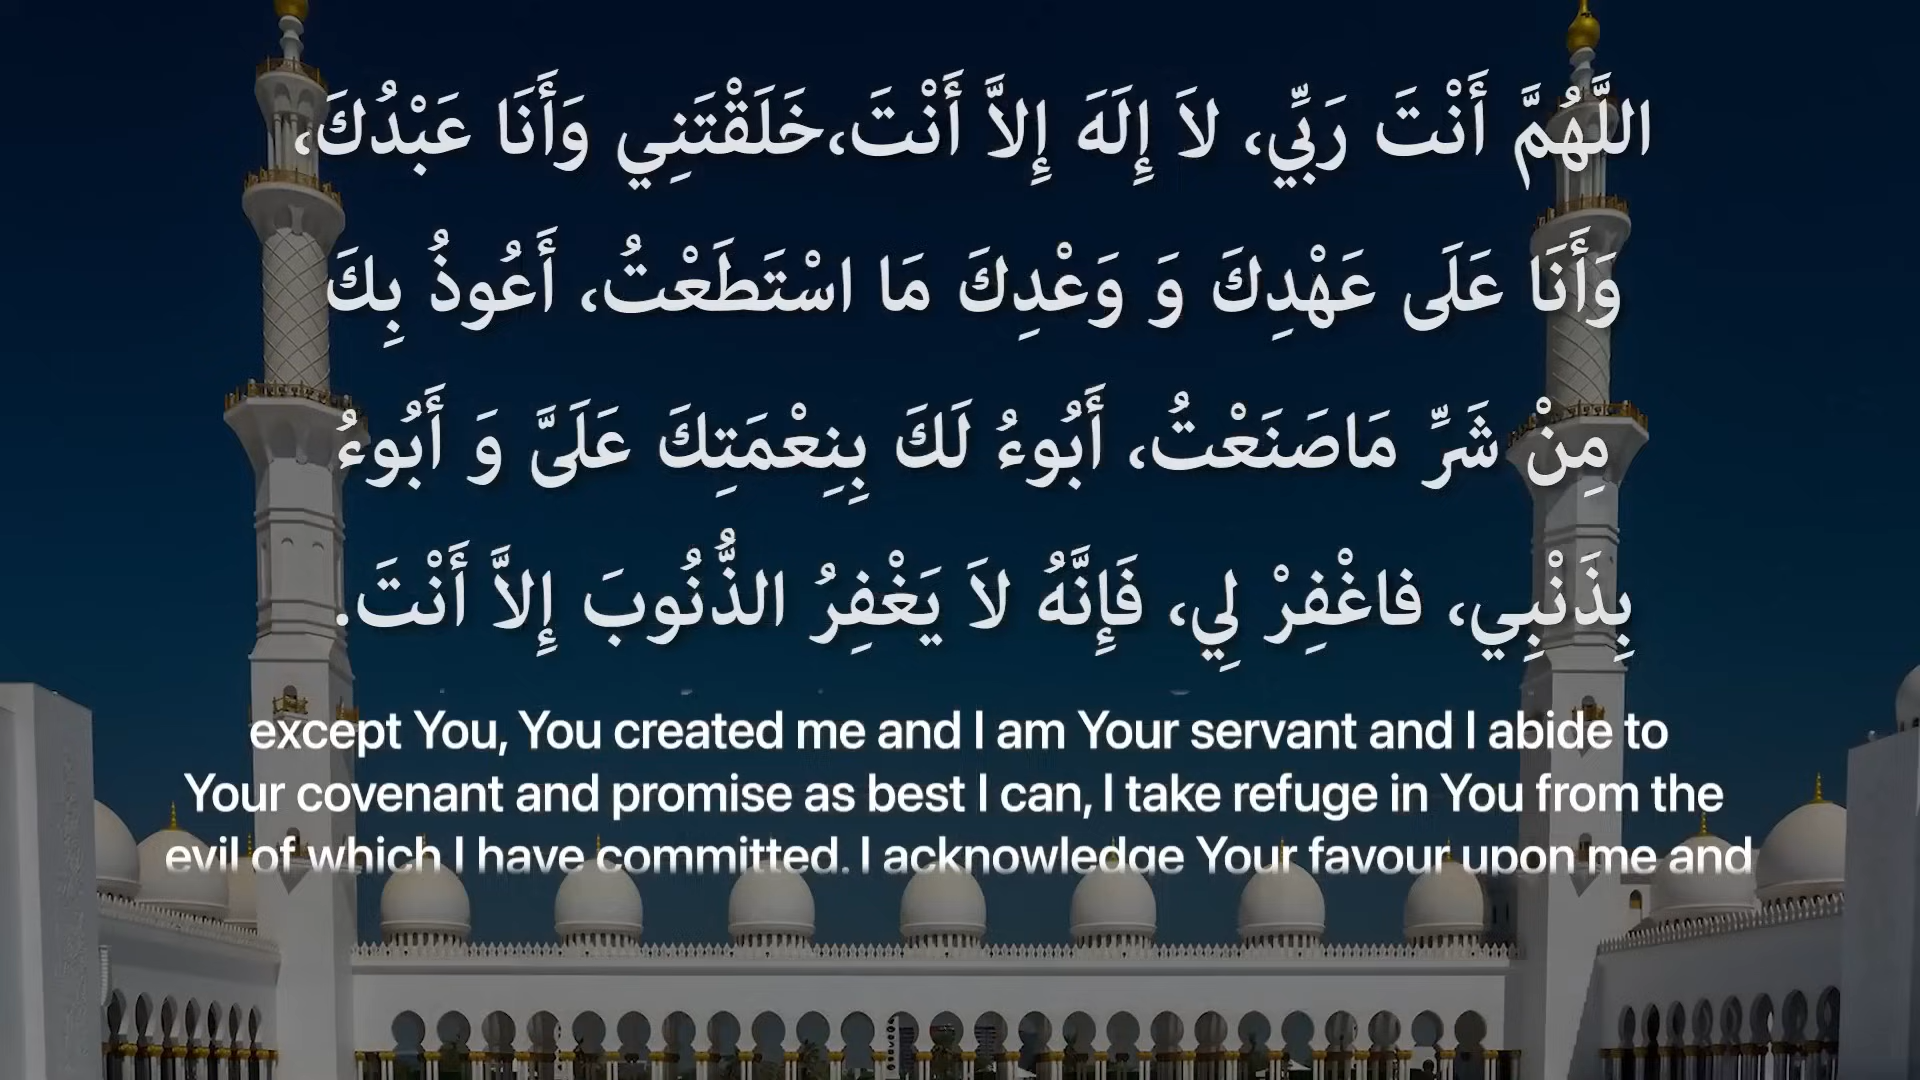 اللَّهُمَّ أَنْتَ رَبِّي، لاَ إِلَهَ إِلاَّ أَنْتَ،خَلَقْتَنِي وَأَنَا عَبْدُكَ،
وَأَنَا عَلَى عَهْدِكَ وَ وَعْدِكَ مَا اسْتَطَعْتُ، أَعُوذُ بِكَ
مِنْ شَرِّ مَاصَنَعْتُ، أَبُوءُ لَكَ بِنِعْمَتِكَ عَلَىَّ وَ أَبُوءُ
بِذَنْبِي، فاغْفِرْ لِي، فَإِنَّهُ لاَ يَغْفِرُ الذُّنُوبَ إِلاَّ أَنْتَ.
except You, You created me and I am Your servant and I abide to
Your covenant and promise as best I can, I take refuge in You from the
evil of which I have committed. I acknowledge Your favour upon me and